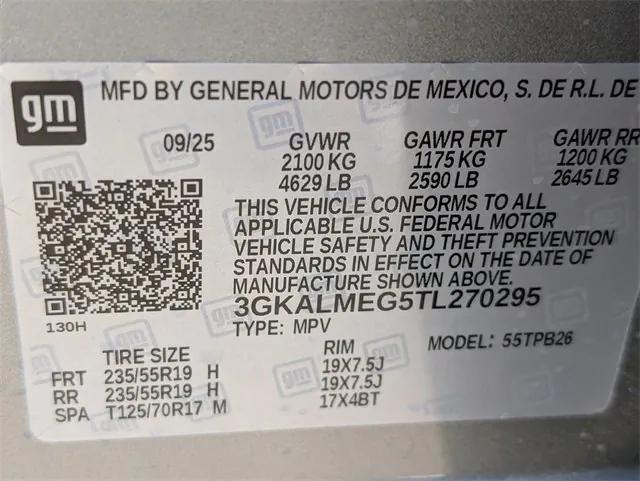 gm
MFD BY GENERAL MOTORS DE MEXICO, S. DE R.L. DE
09/25 GVWR GAWR FRT GAWR RR
2100 KG 1175 KG 1200 KG
4629 LB 2590 LB 2645 LB
THIS VEHICLE CONFORMS TO ALL
APPLICABLE U.S. FEDERAL MOTOR
VEHICLE SAFETY AND THEFT PREVENTION
STANDARDS IN EFFECT ON THE DATE OF
MANUFACTURE SHOWN ABOVE.
3GKALMEG5TL270295
130H
TYPE: MPV MODEL: 55TPB26
TIRE SIZE RIM
FRT 235/55R19 H 19X7.5J
RR 235/55R19 H 19X7.5J
SPA T125/70R17 M 17X4BT